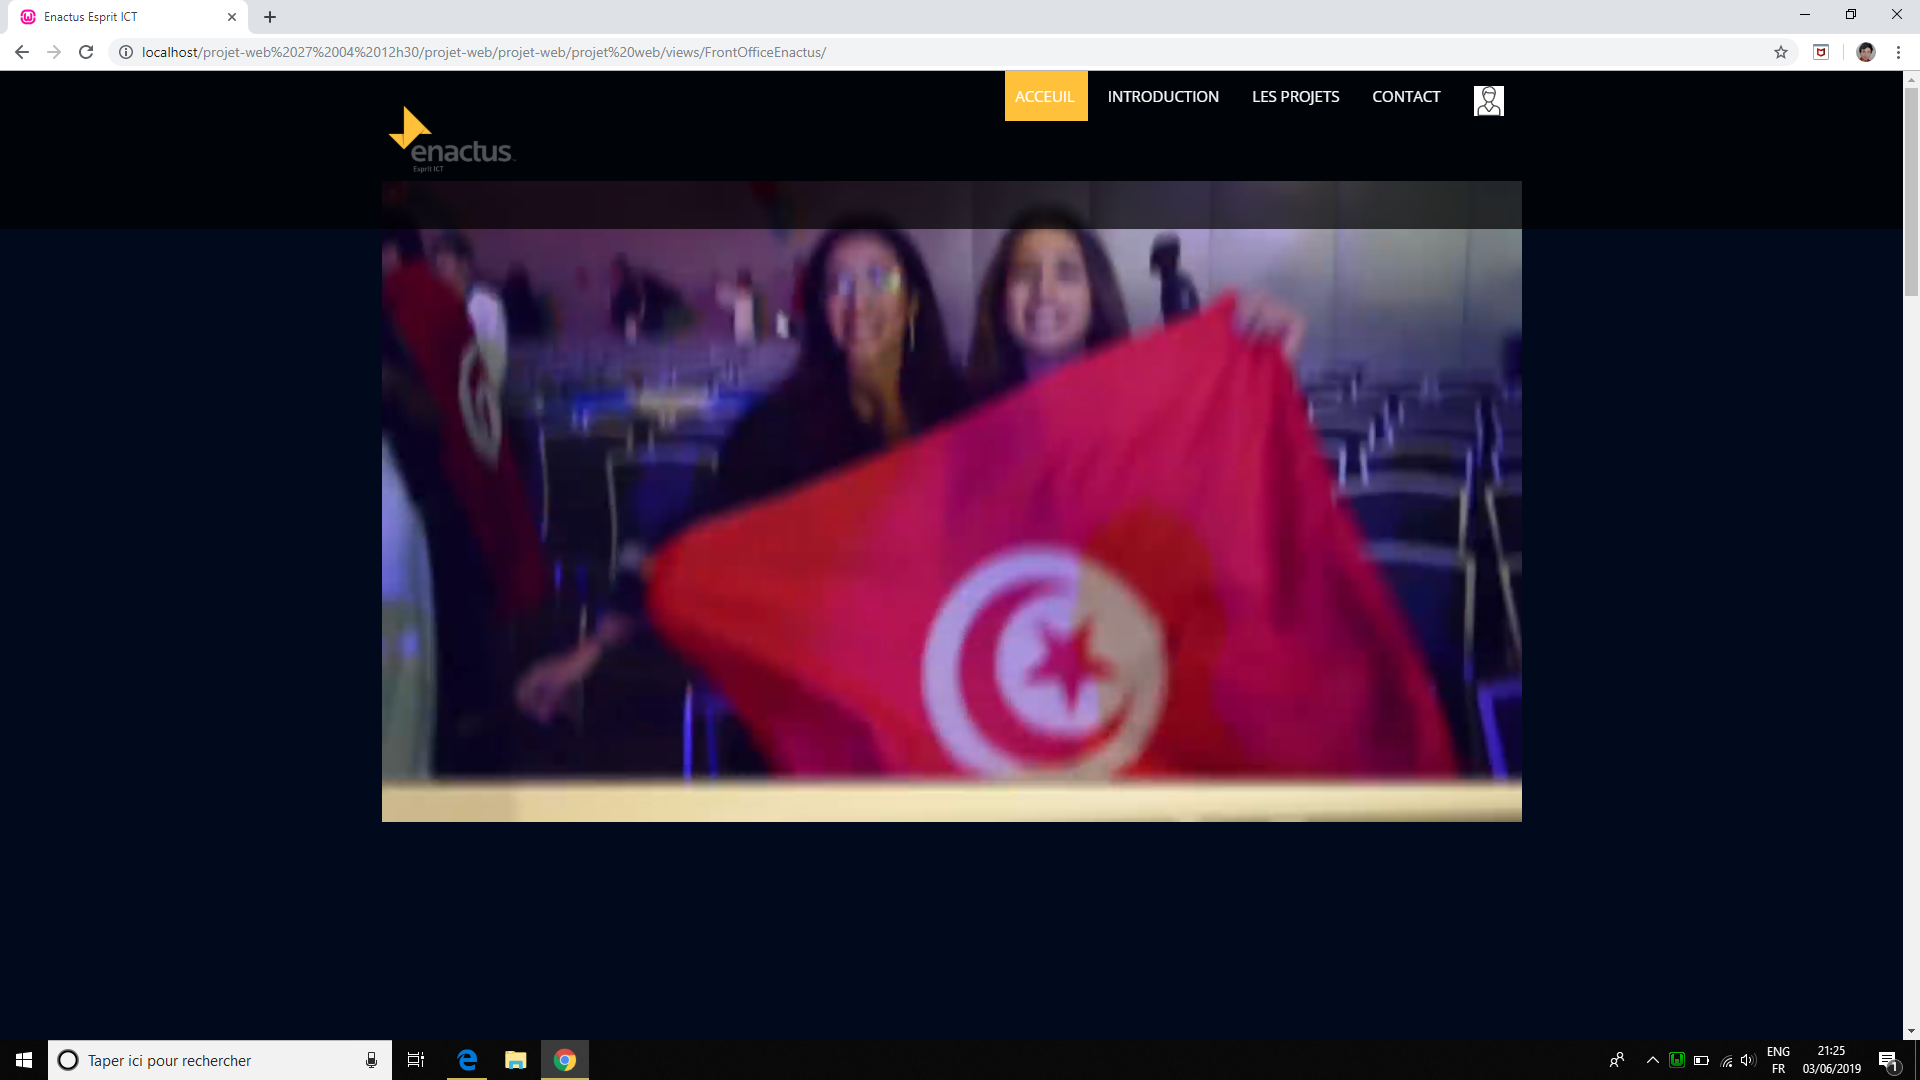 Enactus Esprit ICT
localhost/projet-web%2027%2004%2012h30/projet-web/projet-web/projet%20web/views/FrontOfficeEnactus/
ACCEUIL INTRODUCTION LES PROJETS CONTACT
enactus
Esprit ICT
Taper ici pour rechercher
ENG
FR
21:25
03/06/2019
1